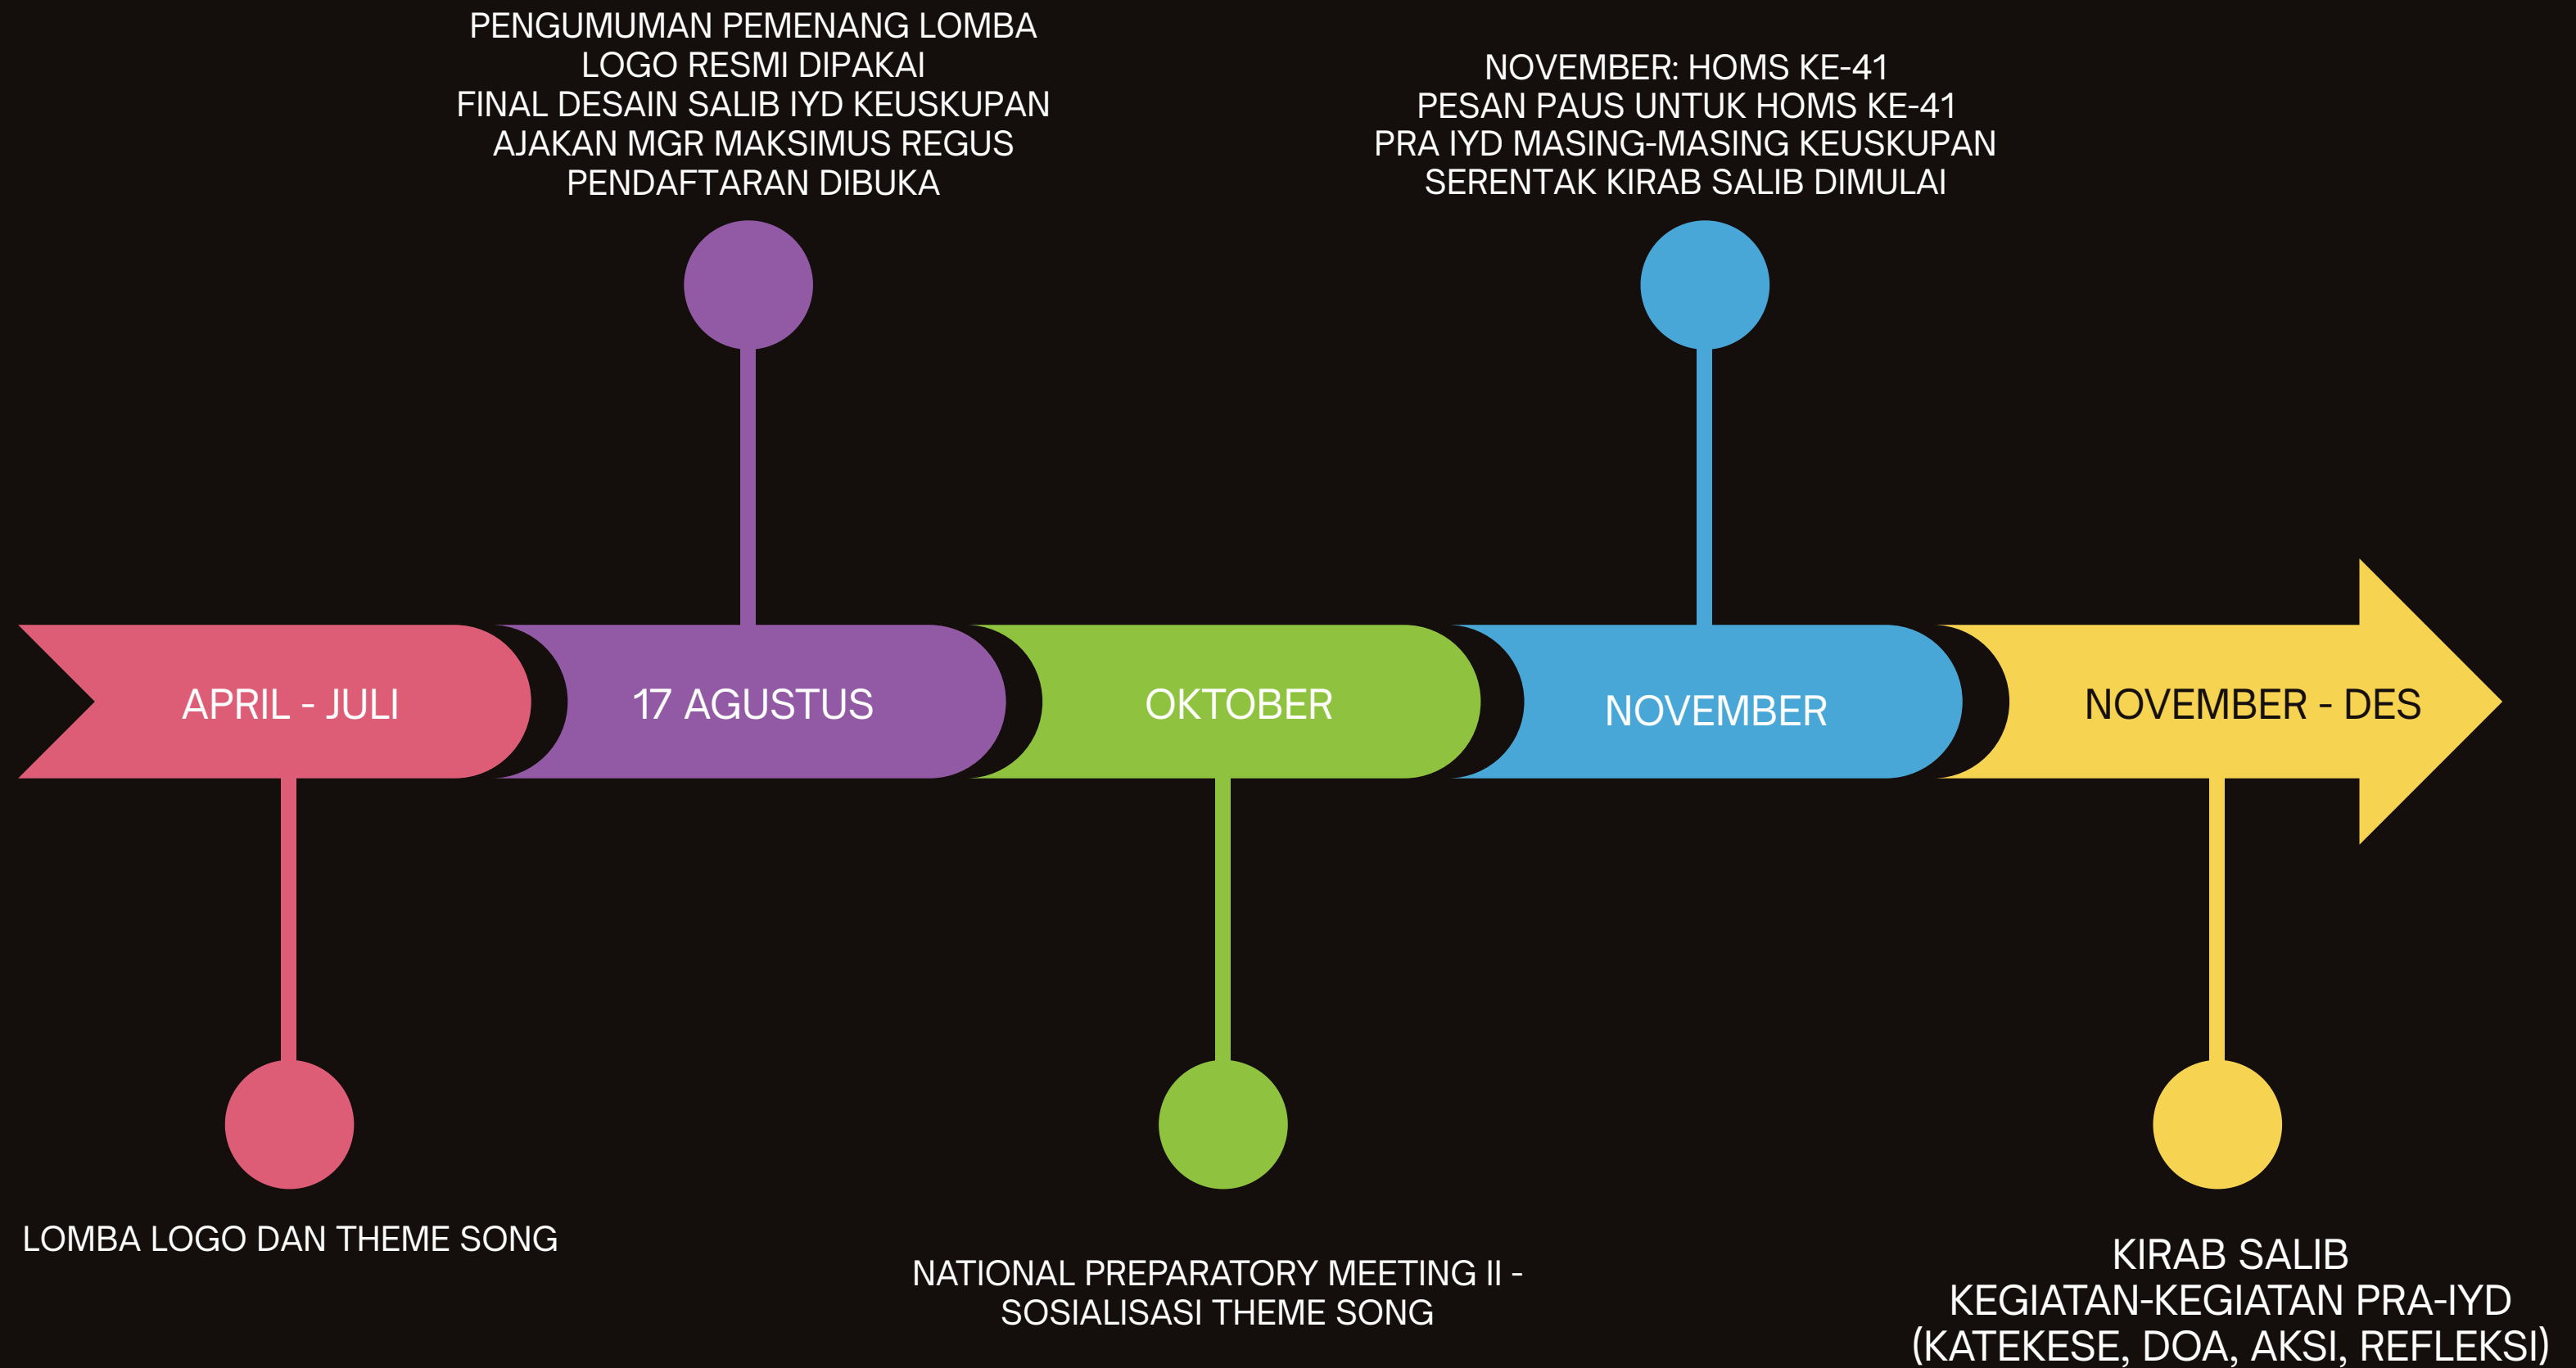 PENGUMUMAN PEMENANG LOMBA
LOGO RESMI DIPAKAI
FINAL DESAIN SALIB IYD KEUSKUPAN
AJAKAN MGR MAKSIMUS REGUS
PENDAFTARAN DIBUKA
NOVEMBER: HOMS KE-41
PESAN PAUS UNTUK HOMS KE-41
PRA IYD MASING-MASING KEUSKUPAN
SERENTAK KIRAB SALIB DIMULAI
APRIL - JULI
17 AGUSTUS
OKTOBER
NOVEMBER
NOVEMBER - DES
LOMBA LOGO DAN THEME SONG
NATIONAL PREPARATORY MEETING II -
SOSIALISASI THEME SONG
KIRAB SALIB
KEGIATAN-KEGIATAN PRA-IYD
(KATEKESE, DOA, AKSI, REFLEKSI)